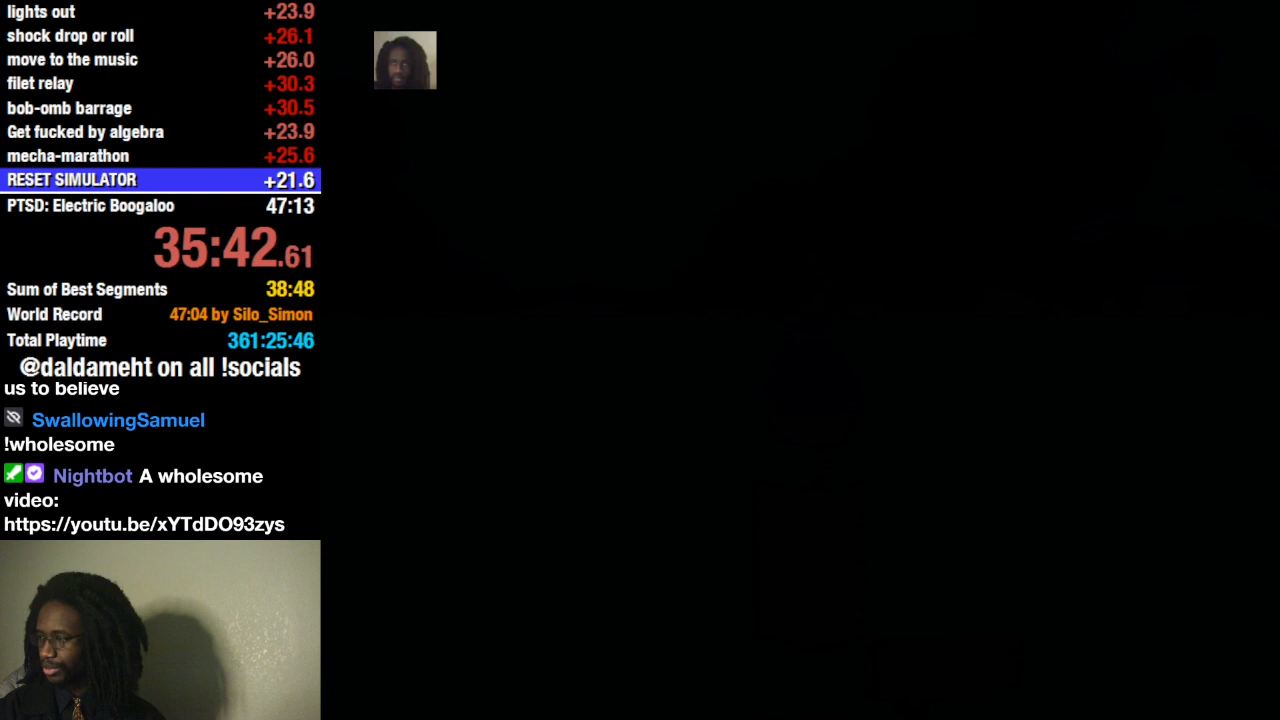 lights out +23.9
shock drop or roll +26.1
move to the music +26.0
filet relay +30.3
bob-omb barrage +30.5
Get fucked by algebra +23.9
mecha-marathon +25.6
RESET SIMULATOR +21.6
PTSD: Electric Boogaloo 47:13
35:42.61
Sum of Best Segments 38:48
World Record 47:04 by Silo_Simon
Total Playtime 361:25:46
@daldameht on all !socials
us to believe
SwallowingSamuel
!wholesome
Nightbot A wholesome
video:
https://youtu.be/xYTdDO93zys